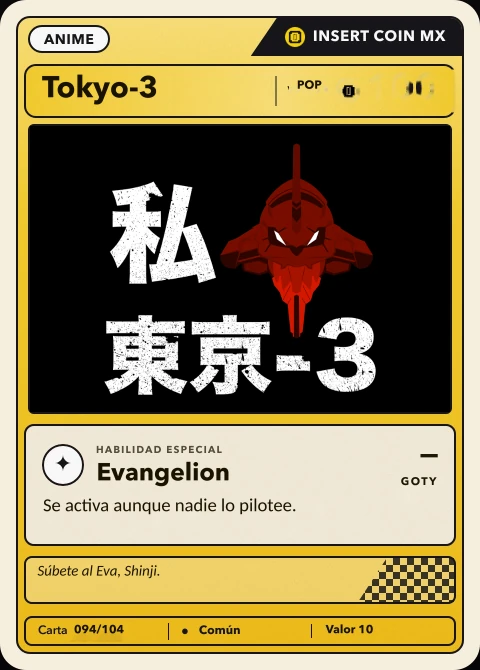 ANIME
INSERT COIN MX
Tokyo-3
POP
私
東京-3
HABILIDAD ESPECIAL
Evangelion
—
GOTY
Se activa aunque nadie lo pilotee.
Súbete al Eva, Shinji.
Carta 094/104 • Común Valor 10